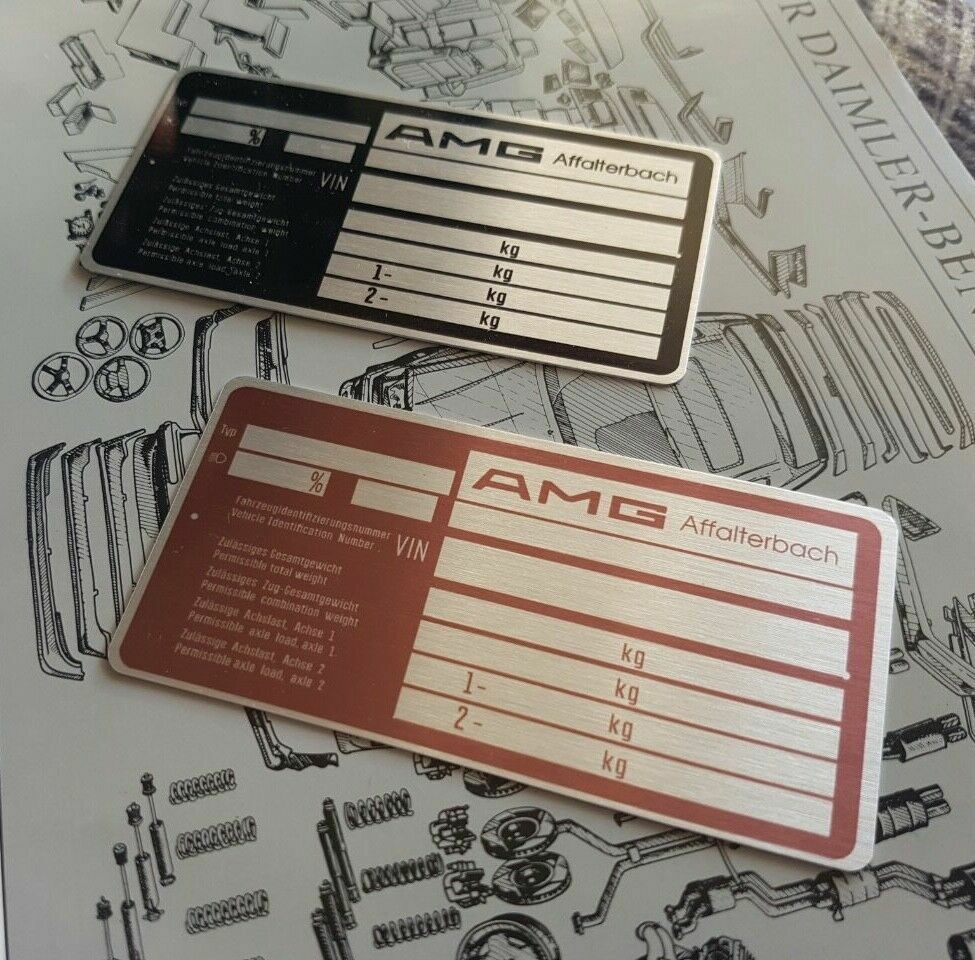 R DAIMLER-BE
AMG Affalterbach
%
Fahrzeugidentifizierungsnummer
Vehicle Identification Number VIN
Zulässiges Gesamtgewicht
Permissible total weight
Zulässiges Zug-Gesamtgewicht
Permissible combination weight
Zulässige Achslast, Achse 1
Permissible axle load, axle 1
Zulässige Achslast, Achse 2
Permissible axle load, axle 2
kg
1- kg
2- kg
kg
Typ
AMG Affalterbach
%
Fahrzeugidentifizierungsnummer
Vehicle Identification Number VIN
Zulässiges Gesamtgewicht
Permissible total weight
Zulässiges Zug-Gesamtgewicht
Permissible combination weight
Zulässige Achslast, Achse 1
Permissible axle load, axle 1.
Zulässige Achslast, Achse 2
Permissible axle load, axle 2
kg
1- kg
2- kg
kg